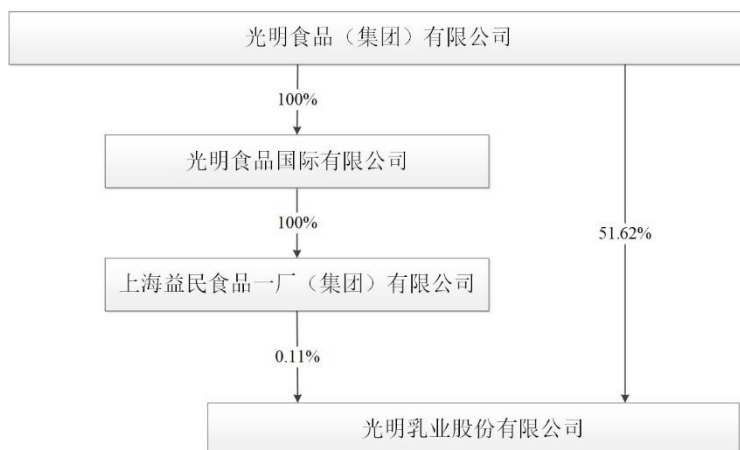 光明食品（集团）有限公司
100%
光明食品国际有限公司
100%
51.62%
上海益民食品一厂（集团）有限公司
0.11%
光明乳业股份有限公司